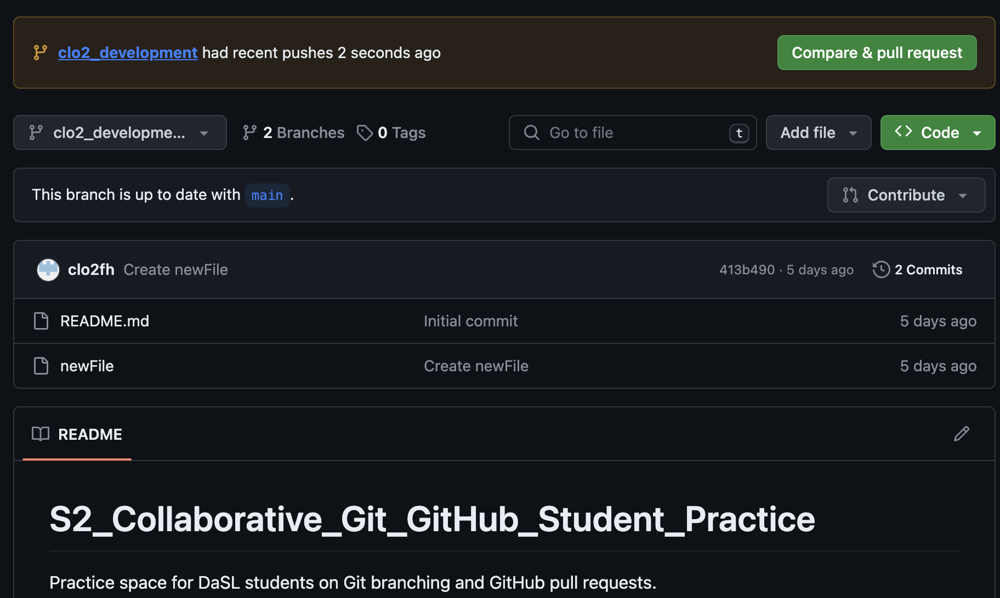 clo2_development had recent pushes 2 seconds ago
Compare & pull request
clo2_developme...
2 Branches
0 Tags
Go to file
t
Add file
Code
This branch is up to date with main.
Contribute
clo2fh Create newFile
413b490 · 5 days ago
2 Commits
README.md
Initial commit
5 days ago
newFile
Create newFile
5 days ago
README
S2_Collaborative_Git_GitHub_Student_Practice
Practice space for DaSL students on Git branching and GitHub pull requests.